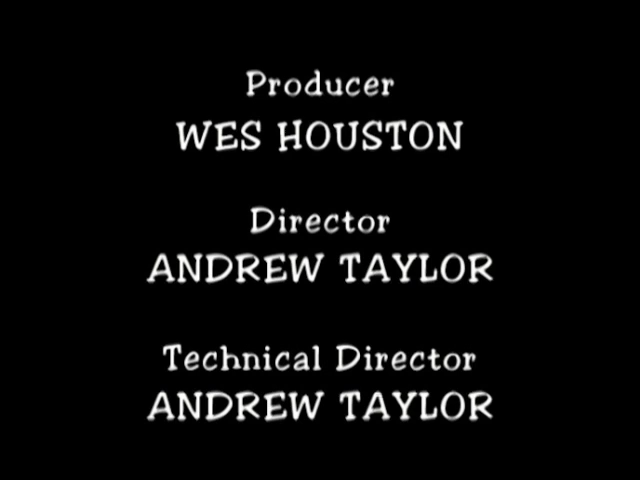 Producer
WES HOUSTON
Director
ANDREW TAYLOR
Technical Director
ANDREW TAYLOR